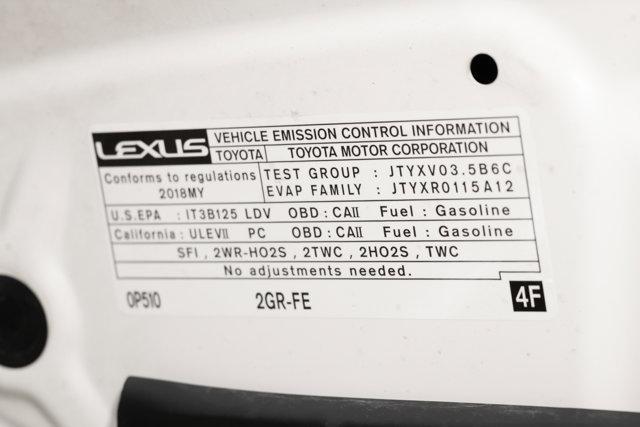 LEXUS VEHICLE EMISSION CONTROL INFORMATION
TOYOTA TOYOTA MOTOR CORPORATION
Conforms to regulations TEST GROUP : JTYXV03.5B6C
2018MY EVAP FAMILY : JTYXR0115A12
U.S.EPA : IT3B125 LDV OBD : CAII Fuel : Gasoline
California : ULEVII PC OBD : CAII Fuel : Gasoline
SFI , 2WR-HO2S , 2TWC , 2HO2S , TWC
No adjustments needed.
0P510 2GR-FE 4F